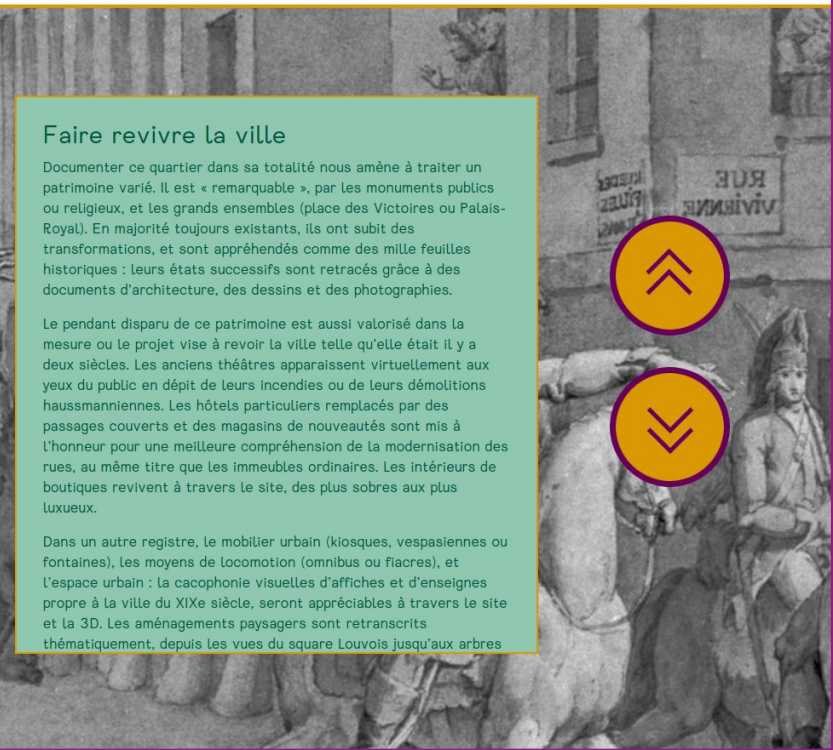 Faire revivre la ville
Documenter ce quartier dans sa totalité nous amène à traiter un
patrimoine varié. Il est « remarquable », par les monuments publics
ou religieux, et les grands ensembles (place des Victoires ou Palais-
Royal). En majorité toujours existants, ils ont subit des
transformations, et sont appréhendés comme des mille feuilles
historiques : leurs états successifs sont retracés grâce à des
documents d'architecture, des dessins et des photographies.
Le pendant disparu de ce patrimoine est aussi valorisé dans la
mesure ou le projet vise à revoir la ville telle qu'elle était il y a
deux siècles. Les anciens théâtres apparaissent virtuellement aux
yeux du public en dépit de leurs incendies ou de leurs démolitions
haussmanniennes. Les hôtels particuliers remplacés par des
passages couverts et des magasins de nouveautés sont mis à
l'honneur pour une meilleure compréhension de la modernisation des
rues, au même titre que les immeubles ordinaires. Les intérieurs de
boutiques revivent à travers le site, des plus sobres aux plus
luxueux.
Dans un autre registre, le mobilier urbain (kiosques, vespasiennes ou
fontaines), les moyens de locomotion (omnibus ou fiacres), et
l'espace urbain : la cacophonie visuelles d'affiches et d'enseignes
propre à la ville du XIXe siècle, seront appréciables à travers le site
et la 3D. Les aménagements paysagers sont retranscrits
thématiquement, depuis les vues du square Louvois jusqu'aux arbres
RUE
VIVIENNE